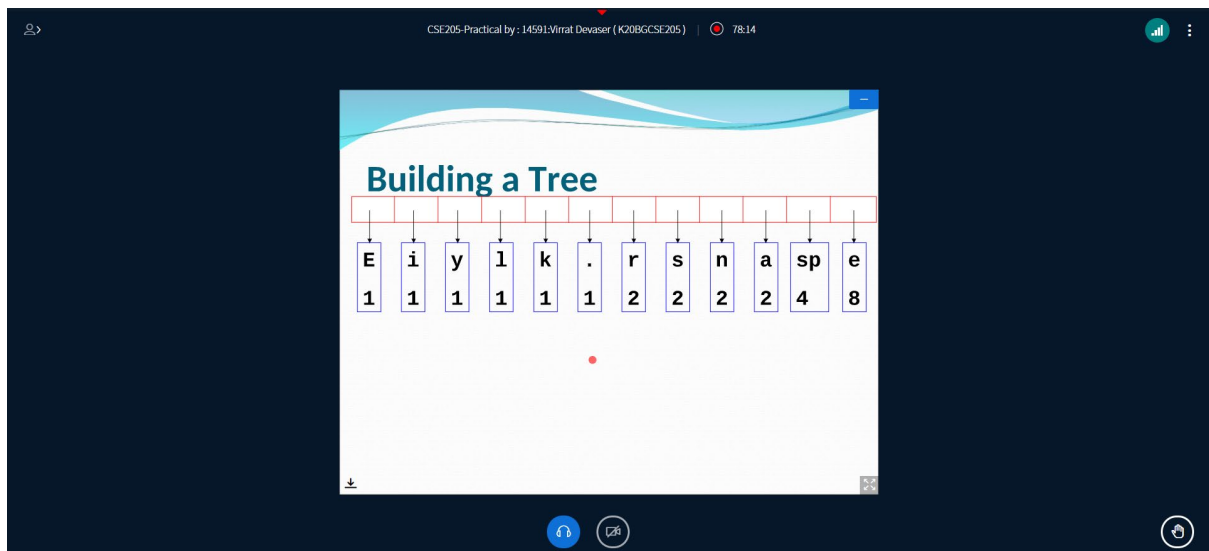 CSE205-Practical by : 14591:Virrat Devaser ( K20BGCSE205 ) | 78:14
Building a Tree
E i y l k . r s n a sp e
1 1 1 1 1 1 2 2 2 2 4 8